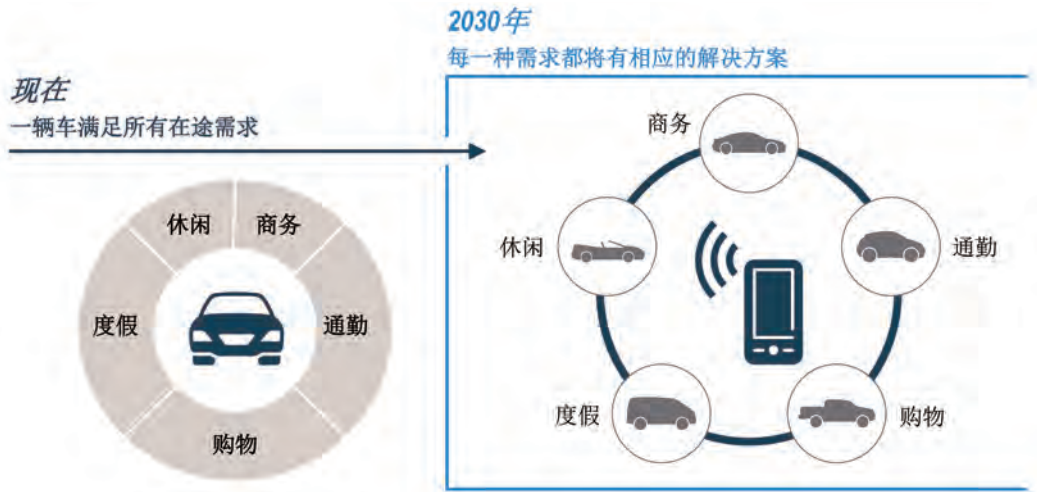 2030年
每一种需求都将有相应的解决方案
现在
一辆车满足所有在途需求
休闲
商务
度假
通勤
购物
商务
休闲
通勤
度假
购物